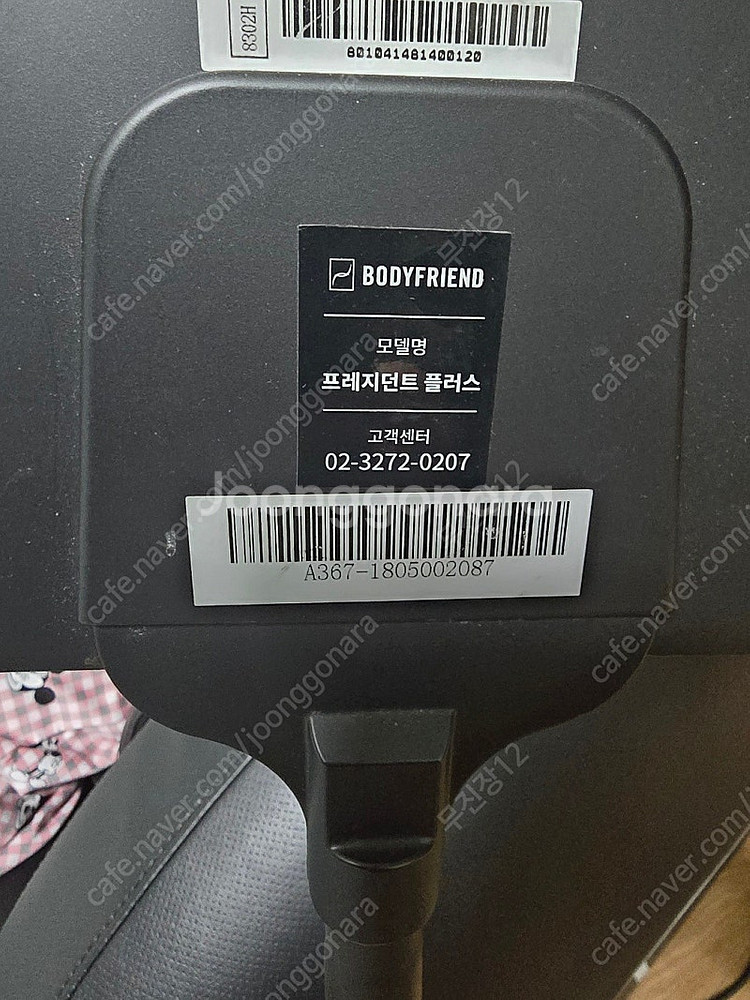 8302H
801041481400120
BODYFRIEND
모델명
프레지던트 플러스
고객센터
02-3272-0207
Joonggonara
A367-1805002087
cafe.naver.com/joonggonara
무진장12